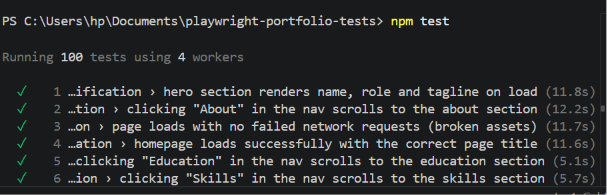 PS C:\Users\hp\Documents\playwright-portfolio-tests> npm test
Running 100 tests using 4 workers
✓ 1 …ification › hero section renders name, role and tagline on load (11.8s)
✓ 2 …tion › clicking "About" in the nav scrolls to the about section (12.2s)
✓ 3 …on › page loads with no failed network requests (broken assets) (11.7s)
✓ 4 …ation › homepage loads successfully with the correct page title (11.6s)
✓ 5 …clicking "Education" in the nav scrolls to the education section (5.1s)
✓ 6 …ion › clicking "Skills" in the nav scrolls to the skills section (5.7s)